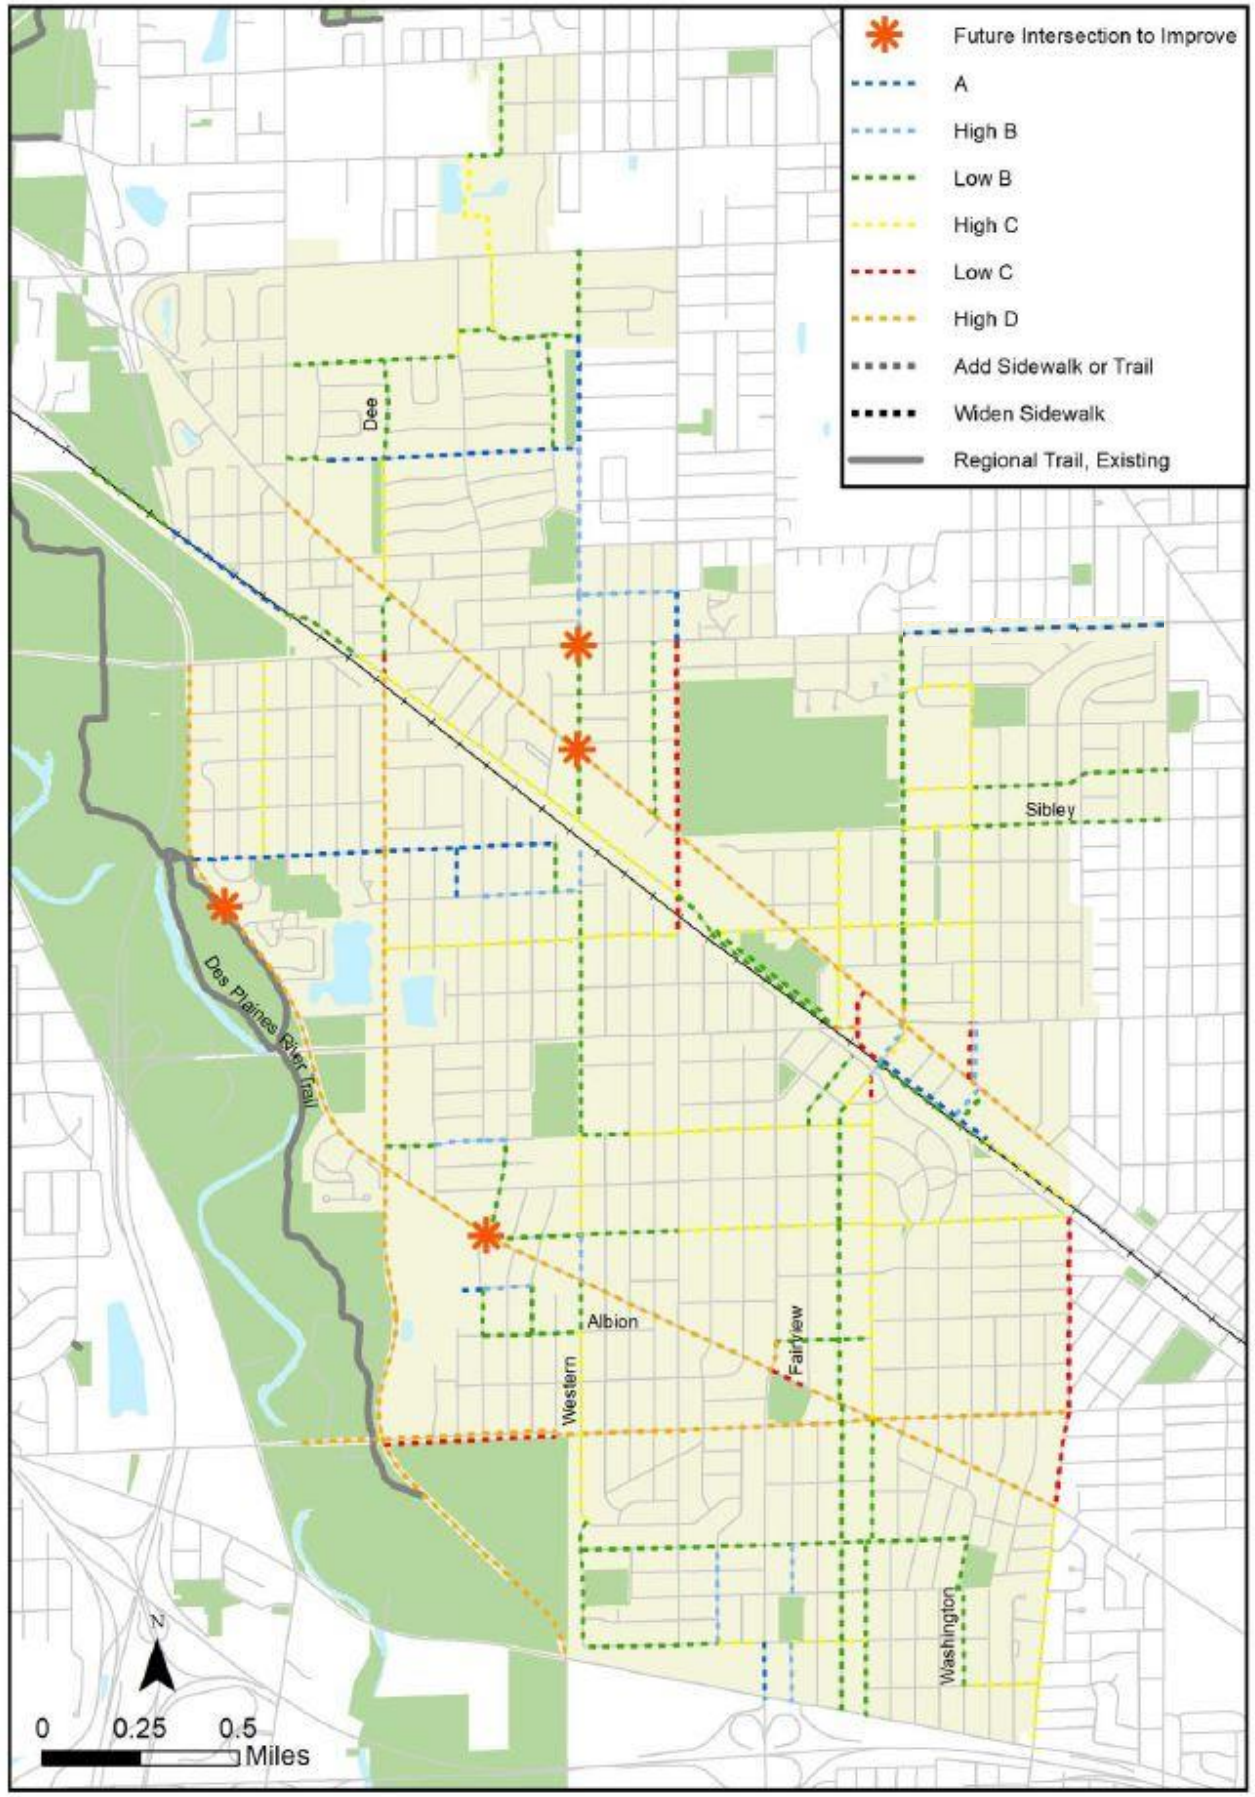 Future Intersection to Improve
A
High B
Low B
High C
Low C
High D
Add Sidewalk or Trail
Widen Sidewalk
Regional Trail, Existing
Dee
Sibley
Des Plaines River Trail
Albion
Fairview
Western
Washington
N
0 0.25 0.5
Miles